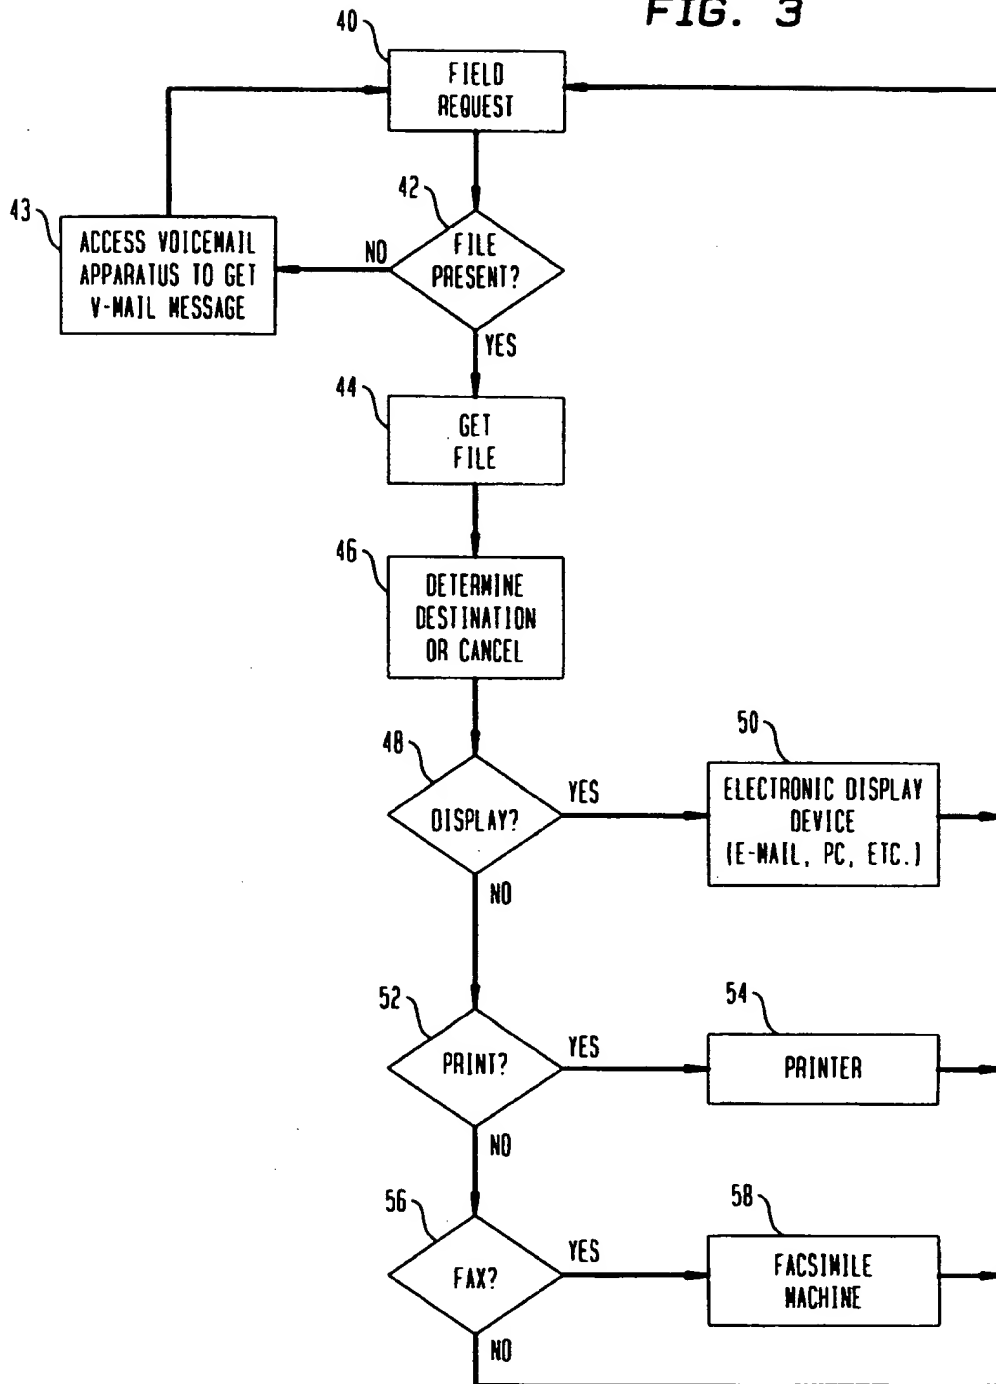 FIG. 3
40
FIELD
REQUEST
42
FILE
PRESENT?
NO
43
ACCESS VOICEMAIL
APPARATUS TO GET
V-MAIL MESSAGE
YES
44
GET
FILE
46
DETERMINE
DESTINATION
OR CANCEL
48
DISPLAY?
YES
50
ELECTRONIC DISPLAY
DEVICE
(E-MAIL, PC, ETC.)
NO
52
PRINT?
YES
54
PRINTER
NO
56
FAX?
YES
58
FACSIMILE
MACHINE
NO